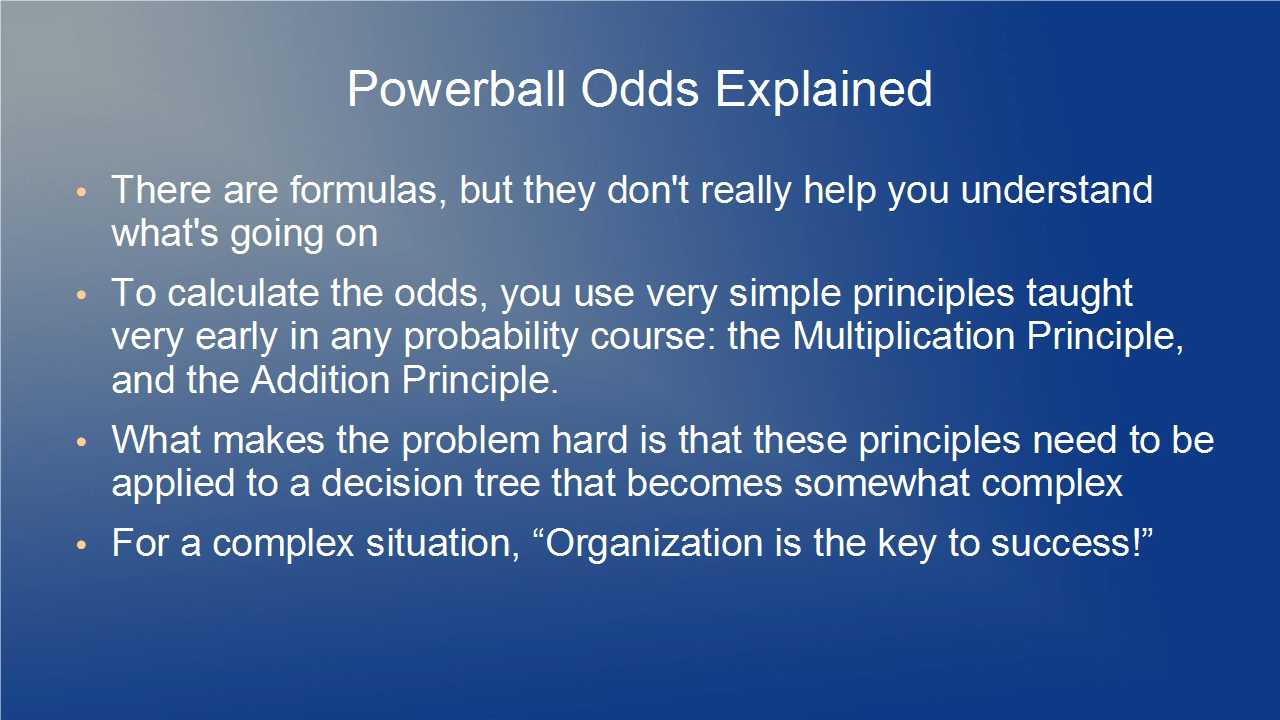 Powerball Odds Explained
• There are formulas, but they don't really help you understand
what's going on
• To calculate the odds, you use very simple principles taught
very early in any probability course: the Multiplication Principle,
and the Addition Principle.
• What makes the problem hard is that these principles need to be
applied to a decision tree that becomes somewhat complex
• For a complex situation, “Organization is the key to success!”